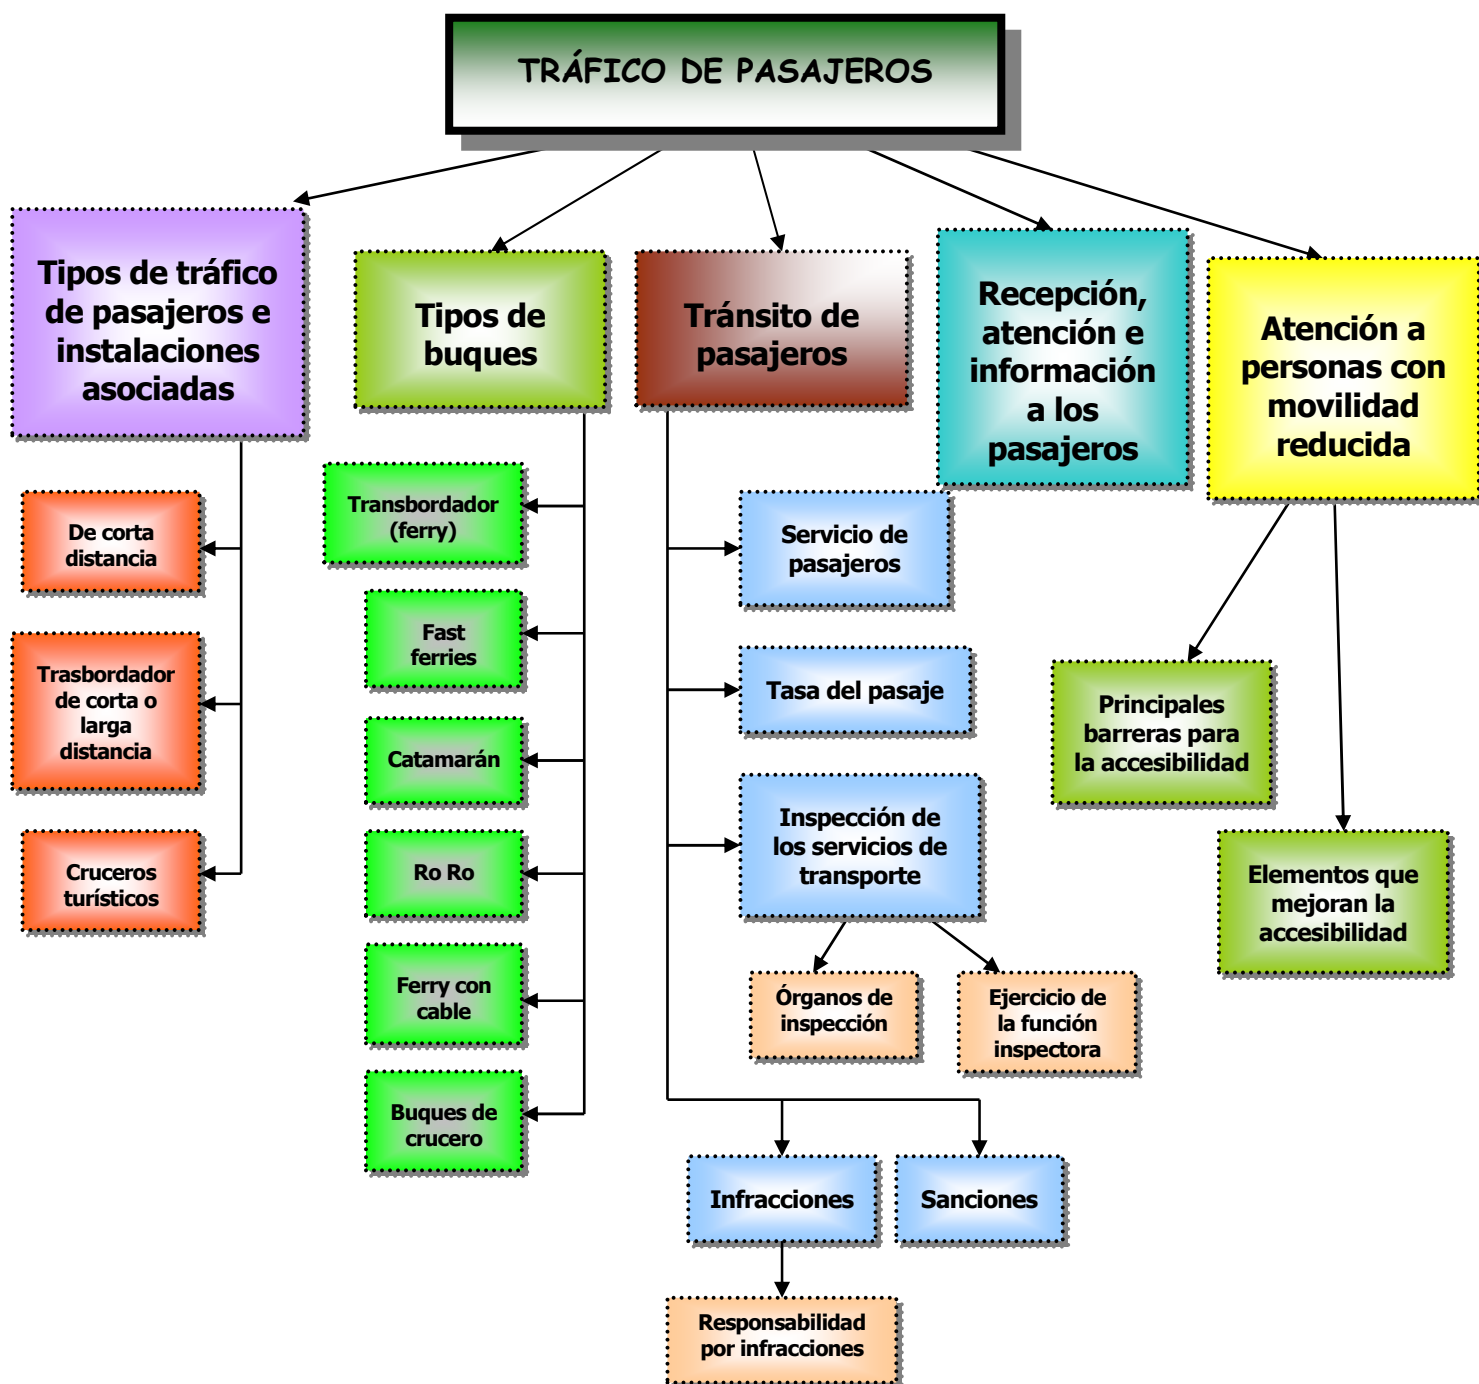 TRÁFICO DE PASAJEROS
Tipos de tráfico
de pasajeros e
instalaciones
asociadas
Tipos de
buques
Tránsito de
pasajeros
Recepción,
atención e
información
a los
pasajeros
Atención a
personas con
movilidad
reducida
De corta
distancia
Trasbordador
de corta o
larga
distancia
Cruceros
turísticos
Transbordador
(ferry)
Fast
ferries
Catamarán
Ro Ro
Ferry con
cable
Buques de
crucero
Servicio de
pasajeros
Tasa del pasaje
Inspección de
los servicios de
transporte
Órganos de
inspección
Ejercicio de
la función
inspectora
Infracciones
Sanciones
Responsabilidad
por infracciones
Principales
barreras para
la accesibilidad
Elementos que
mejoran la
accesibilidad